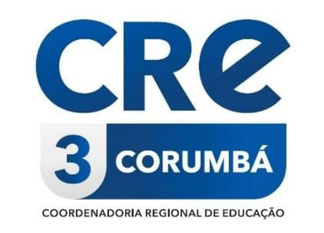 CRe
3 CORUMBÁ
COORDENADORIA REGIONAL DE EDUCAÇÃO